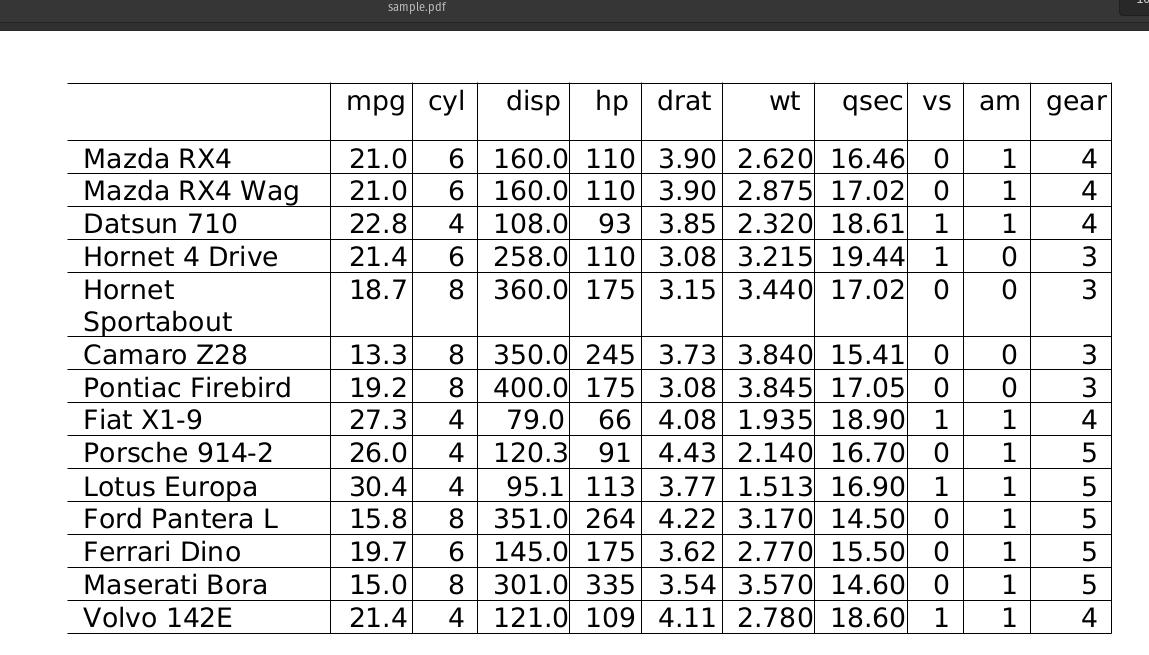 sample.pdf
mpg cyl disp hp drat wt qsec vs am gear
Mazda RX4 21.0 6 160.0 110 3.90 2.620 16.46 0 1 4
Mazda RX4 Wag 21.0 6 160.0 110 3.90 2.875 17.02 0 1 4
Datsun 710 22.8 4 108.0 93 3.85 2.320 18.61 1 1 4
Hornet 4 Drive 21.4 6 258.0 110 3.08 3.215 19.44 1 0 3
Hornet 18.7 8 360.0 175 3.15 3.440 17.02 0 0 3
Sportabout
Camaro Z28 13.3 8 350.0 245 3.73 3.840 15.41 0 0 3
Pontiac Firebird 19.2 8 400.0 175 3.08 3.845 17.05 0 0 3
Fiat X1-9 27.3 4 79.0 66 4.08 1.935 18.90 1 1 4
Porsche 914-2 26.0 4 120.3 91 4.43 2.140 16.70 0 1 5
Lotus Europa 30.4 4 95.1 113 3.77 1.513 16.90 1 1 5
Ford Pantera L 15.8 8 351.0 264 4.22 3.170 14.50 0 1 5
Ferrari Dino 19.7 6 145.0 175 3.62 2.770 15.50 0 1 5
Maserati Bora 15.0 8 301.0 335 3.54 3.570 14.60 0 1 5
Volvo 142E 21.4 4 121.0 109 4.11 2.780 18.60 1 1 4